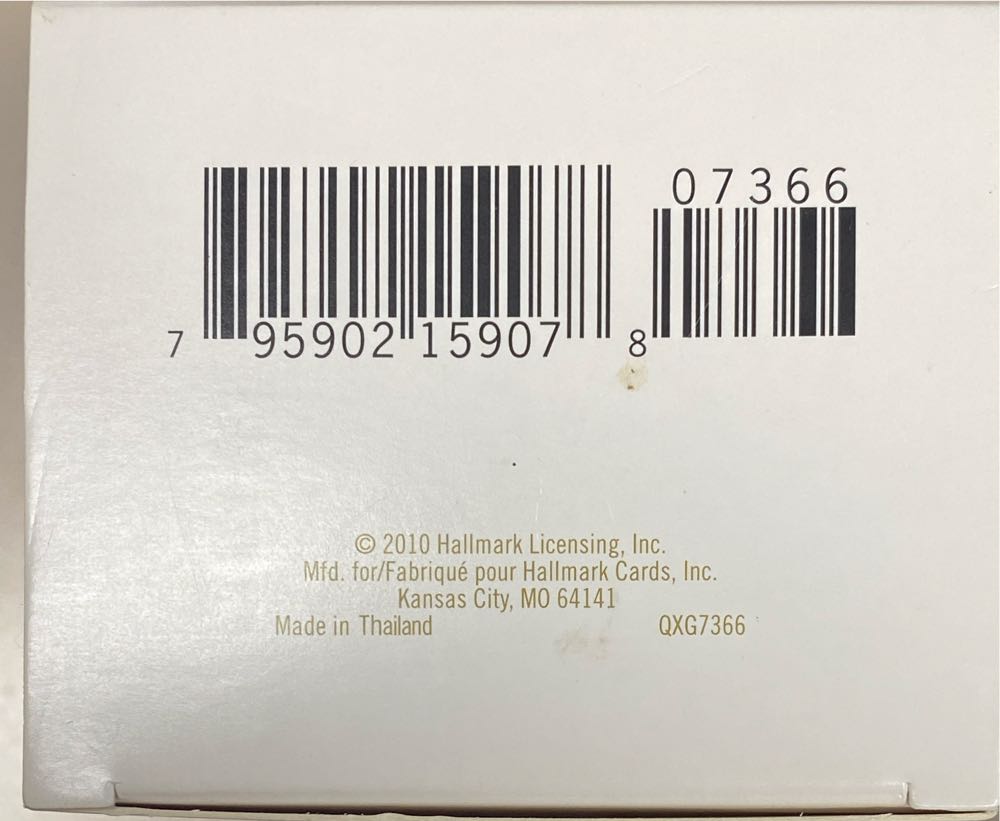 07366
7 95902 15907 8
© 2010 Hallmark Licensing, Inc.
Mfd. for/Fabriqué pour Hallmark Cards, Inc.
Kansas City, MO 64141
Made in Thailand QXG7366